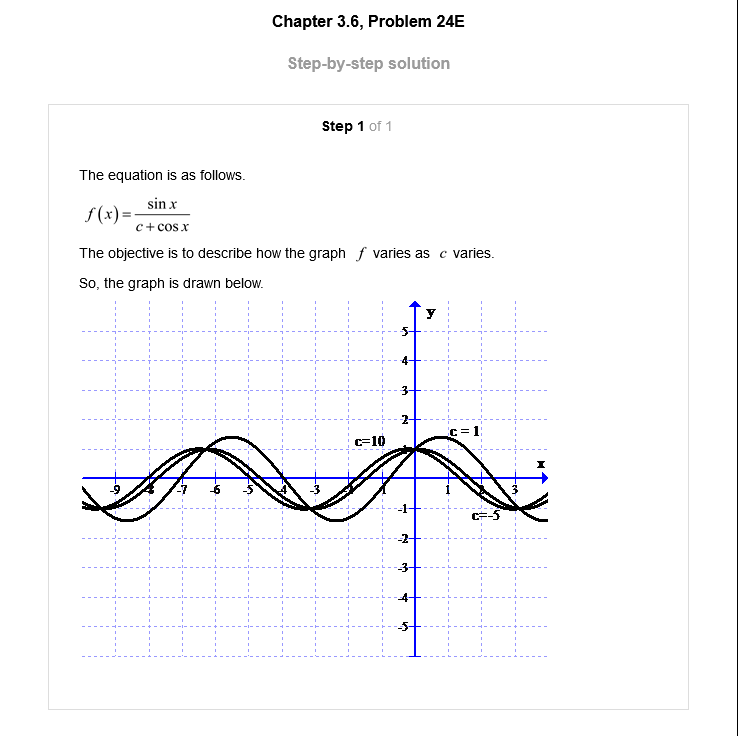 Chapter 3.6, Problem 24E
Step-by-step solution
Step 1 of 1
The equation is as follows.
f(x) = sin x / c + cos x
The objective is to describe how the graph f varies as c varies.
So, the graph is drawn below.
y
5
4
3
2
c = 1
c=10
x
-9 -8 -7 -6 -5 -4 -3 1 2 3
-1
c=-5
-2
-3
-4
-5